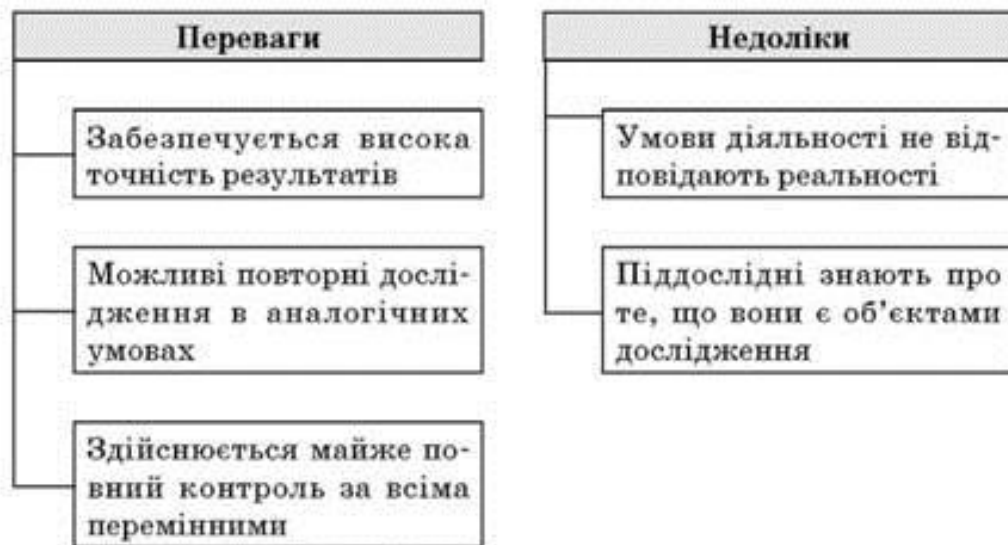 Переваги
Забезпечується висока
точність результатів
Можливі повторні дослі-
дження в аналогічних
умовах
Здійснюється майже по-
вний контроль за всіма
перемінними
Недоліки
Умови діяльності не від-
повідають реальності
Піддослідні знають про
те, що вони є об’єктами
дослідження